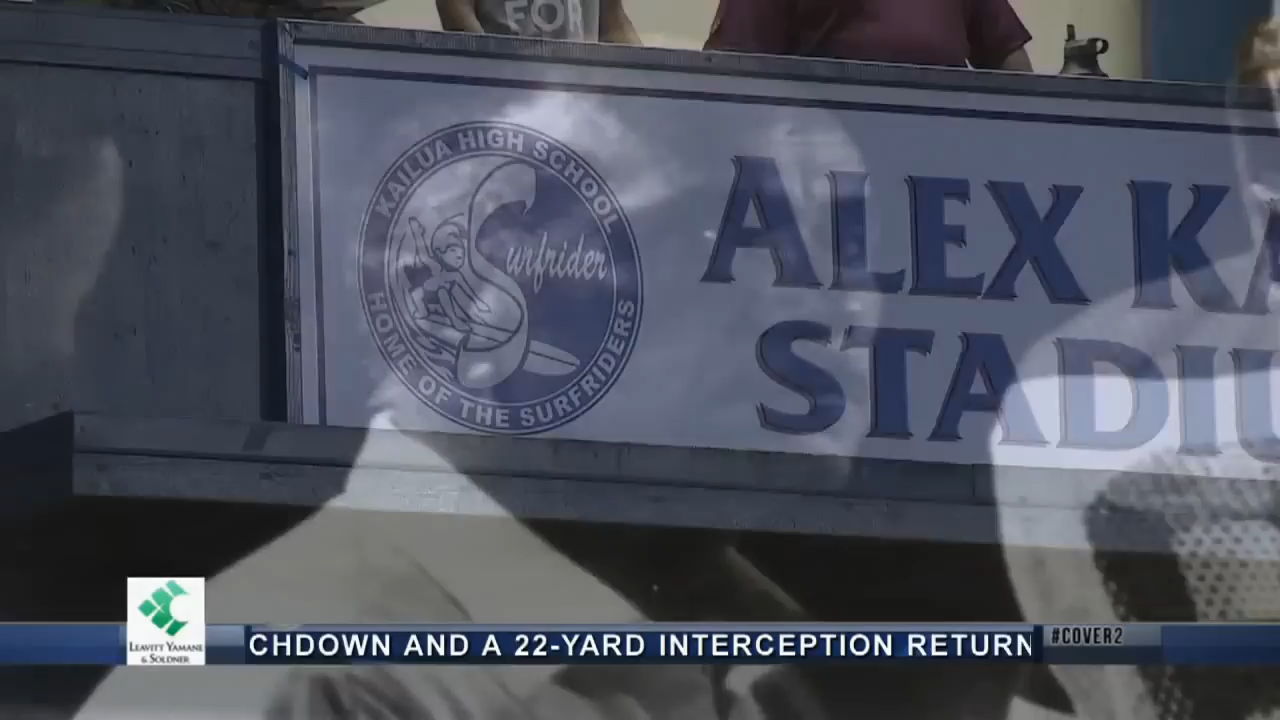 FOR
KAILUA HIGH SCHOOL
Surfrider
HOME OF THE SURFRIDERS
ALEX KA
STADIU
LEAVITT YAMANE
& SOLDNER
CHDOWN AND A 22-YARD INTERCEPTION RETURN
#COVER2